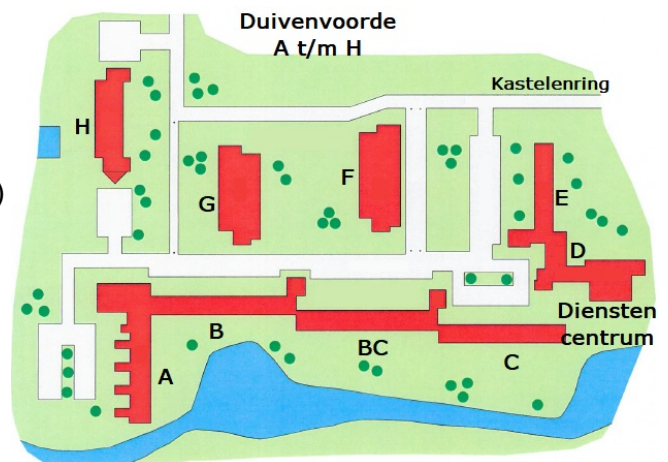 Duivenvoorde
A t/m H
Kastelenring
H
G
F
E
D
Diensten
centrum
A
B
BC
C
)